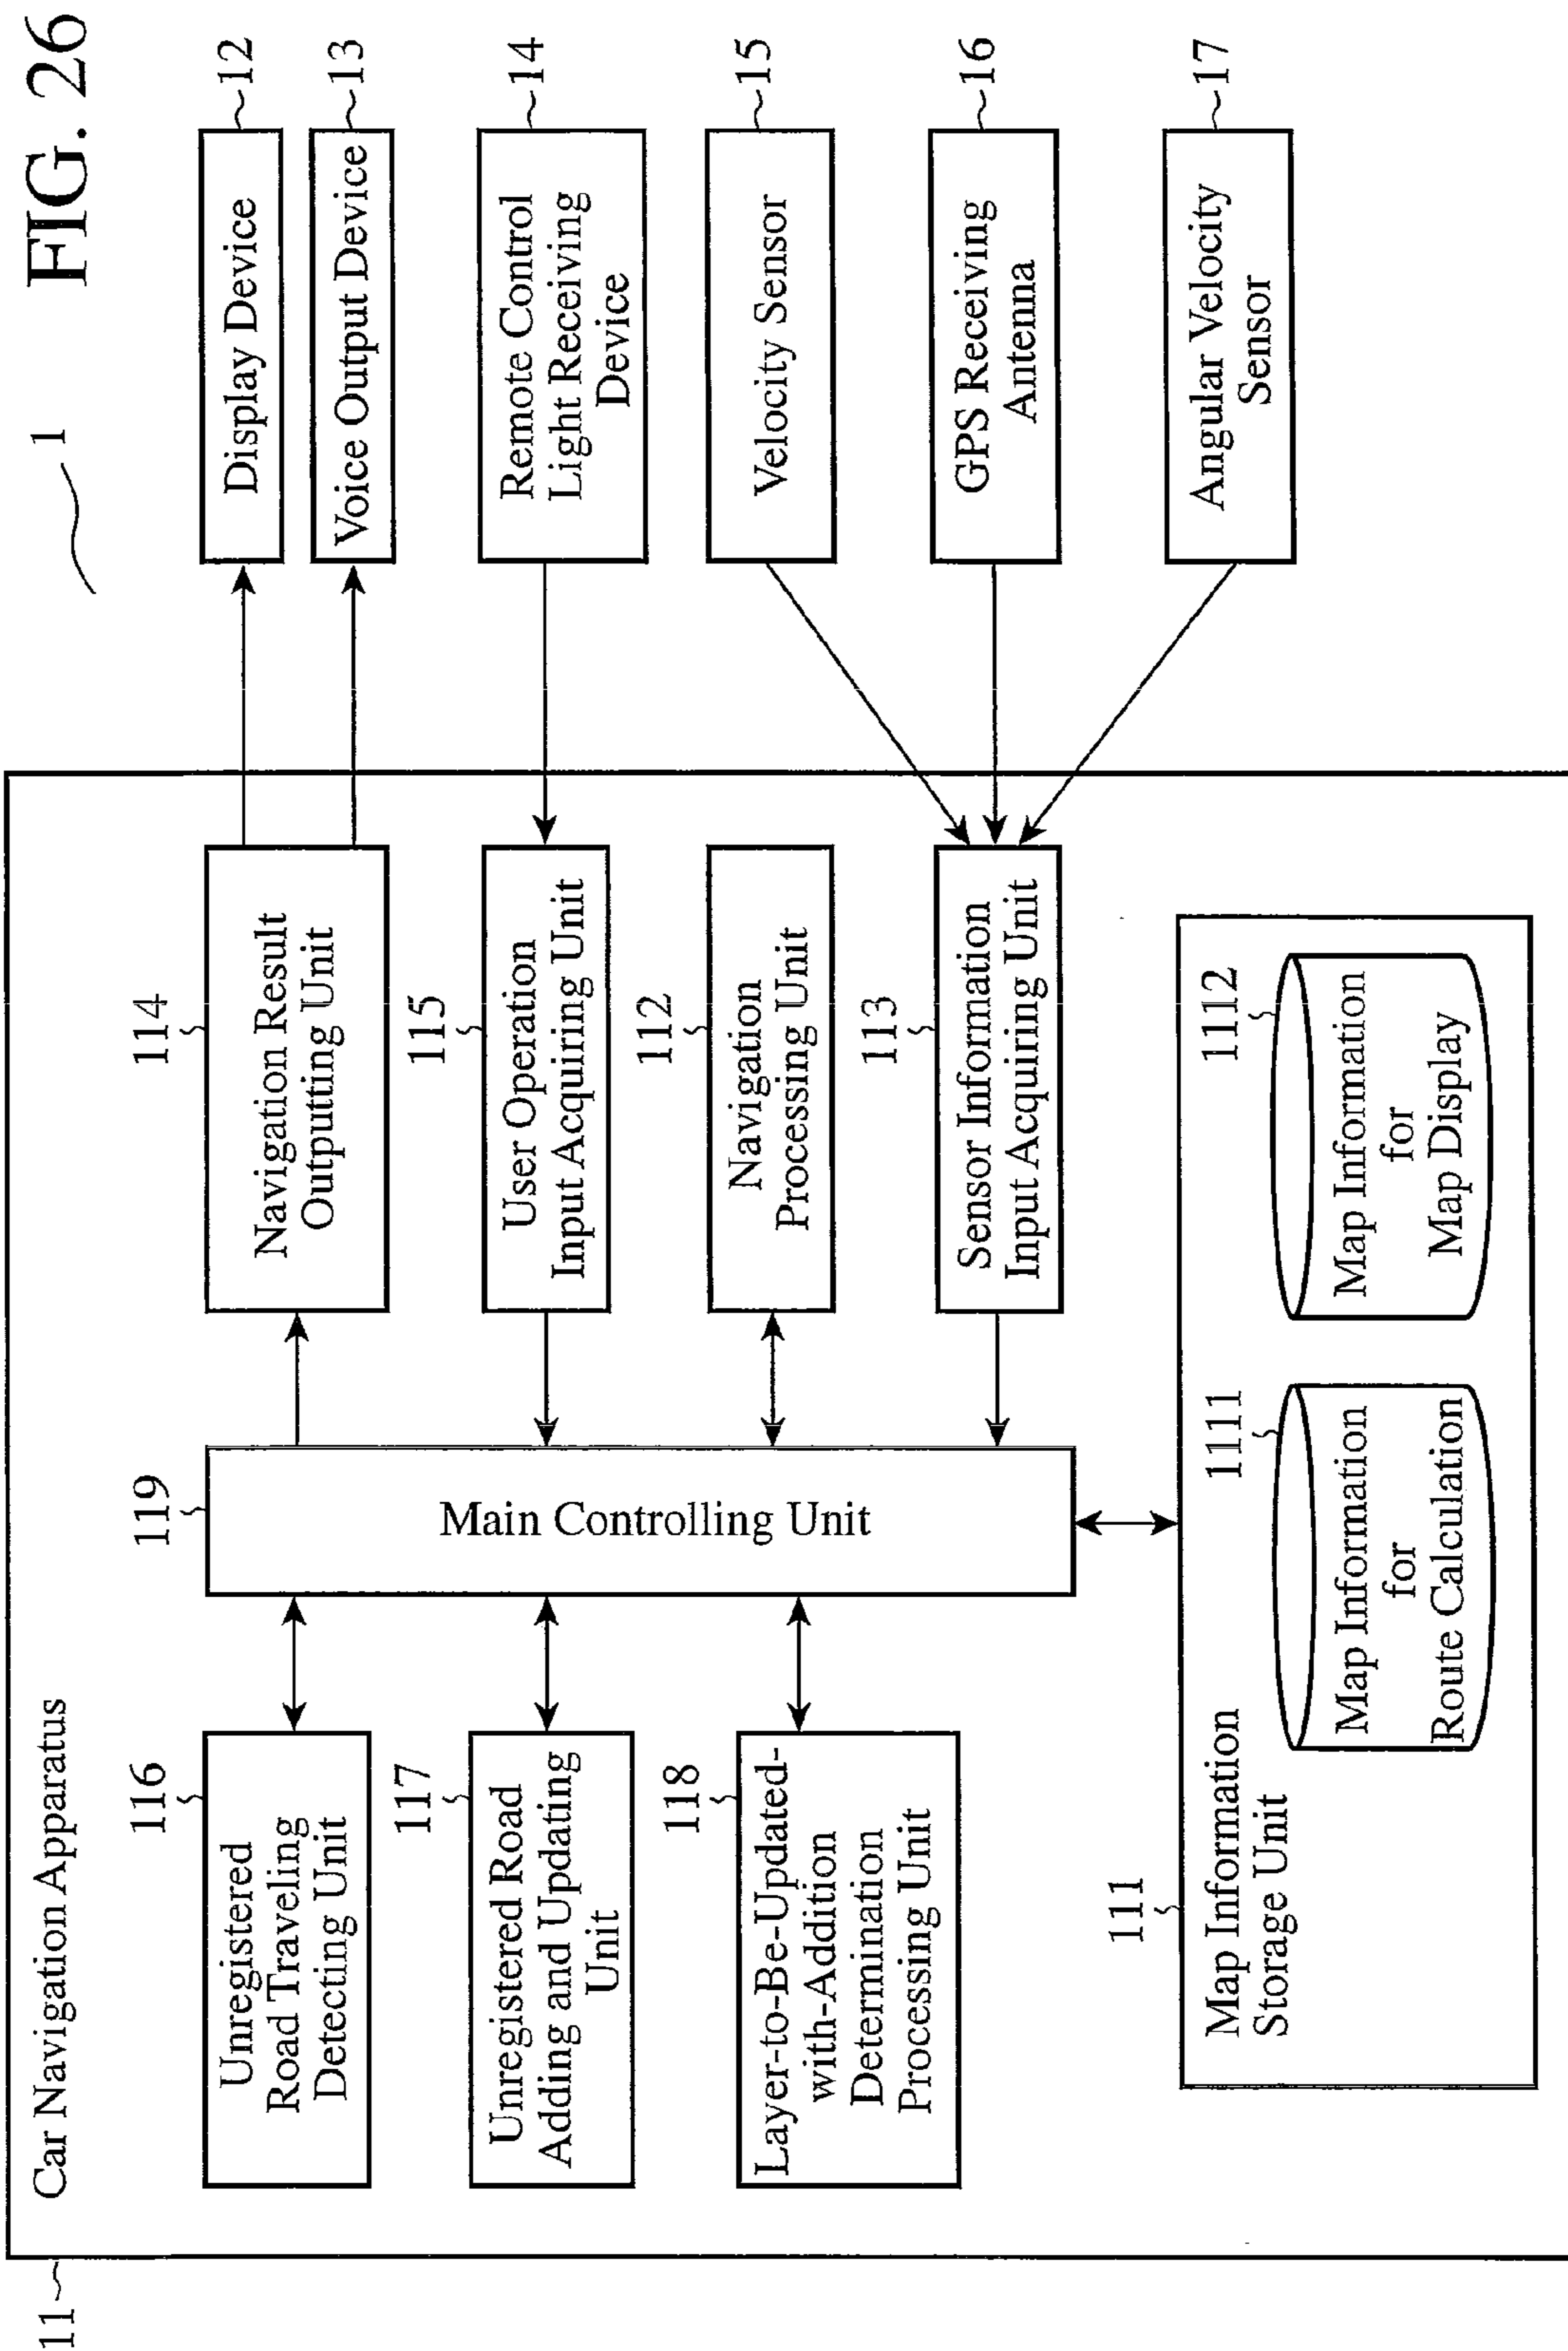 FIG. 26
1
11
Car Navigation Apparatus
116
Unregistered
Road Traveling
Detecting Unit
117
Unregistered Road
Adding and Updating
Unit
118
Layer-to-Be-Updated-
with-Addition
Determination
Processing Unit
119
Main Controlling Unit
114
Navigation Result
Outputting Unit
115
User Operation
Input Acquiring Unit
112
Navigation
Processing Unit
113
Sensor Information
Input Acquiring Unit
111
Map Information
Storage Unit
1111
Map Information
for
Route Calculation
1112
Map Information
for
Map Display
Display Device
12
Voice Output Device
13
Remote Control
Light Receiving
Device
14
Velocity Sensor
15
GPS Receiving
Antenna
16
Angular Velocity
Sensor
17